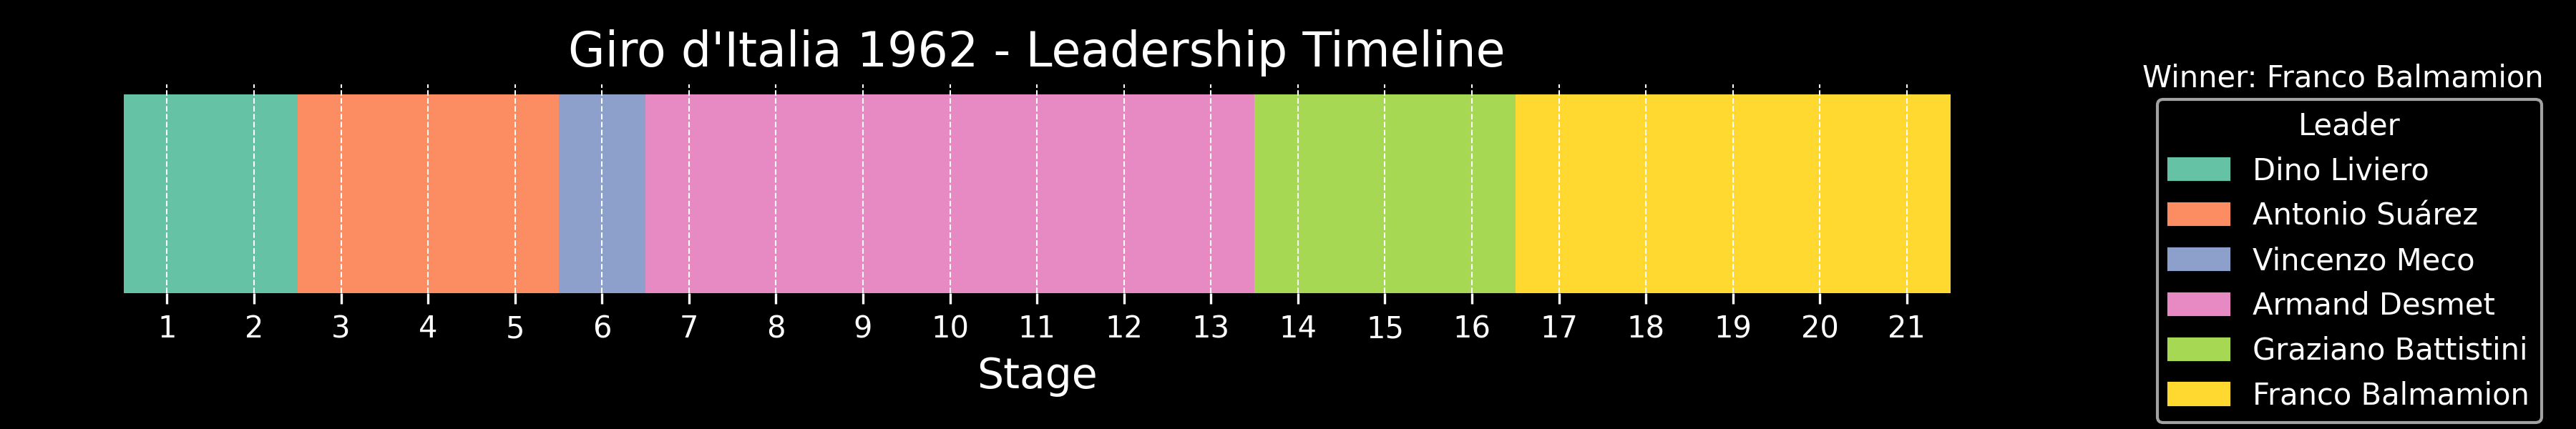 Giro d'Italia 1962 - Leadership Timeline
1 2 3 4 5 6 7 8 9 10 11 12 13 14 15 16 17 18 19 20 21
Stage
Winner: Franco Balmamion
Leader
Dino Liviero
Antonio Suárez
Vincenzo Meco
Armand Desmet
Graziano Battistini
Franco Balmamion